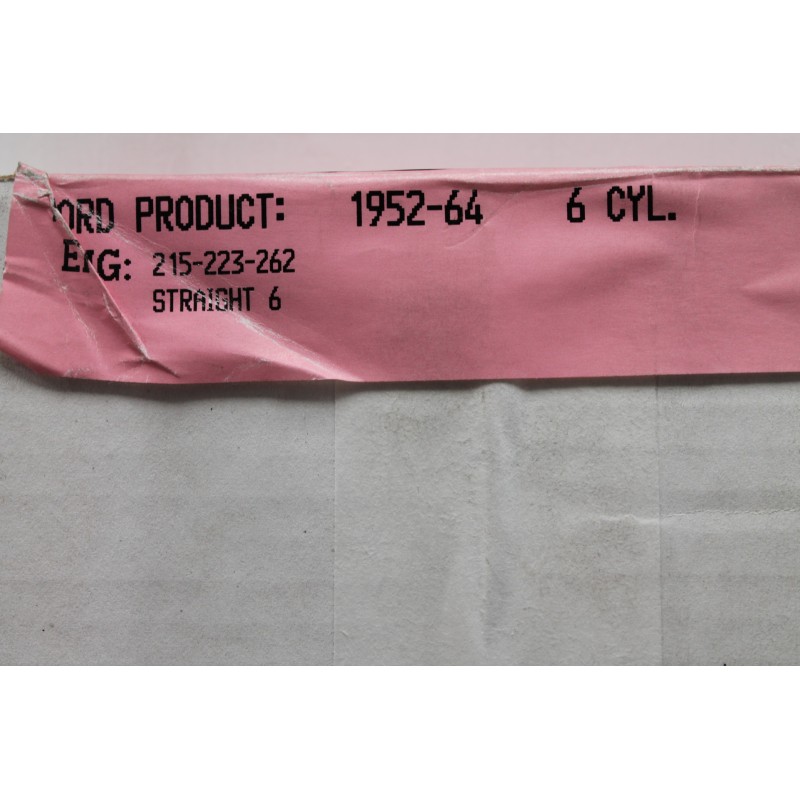 ORD PRODUCT: 1952-64 6 CYL.
EnG: 215-223-262
STRAIGHT 6